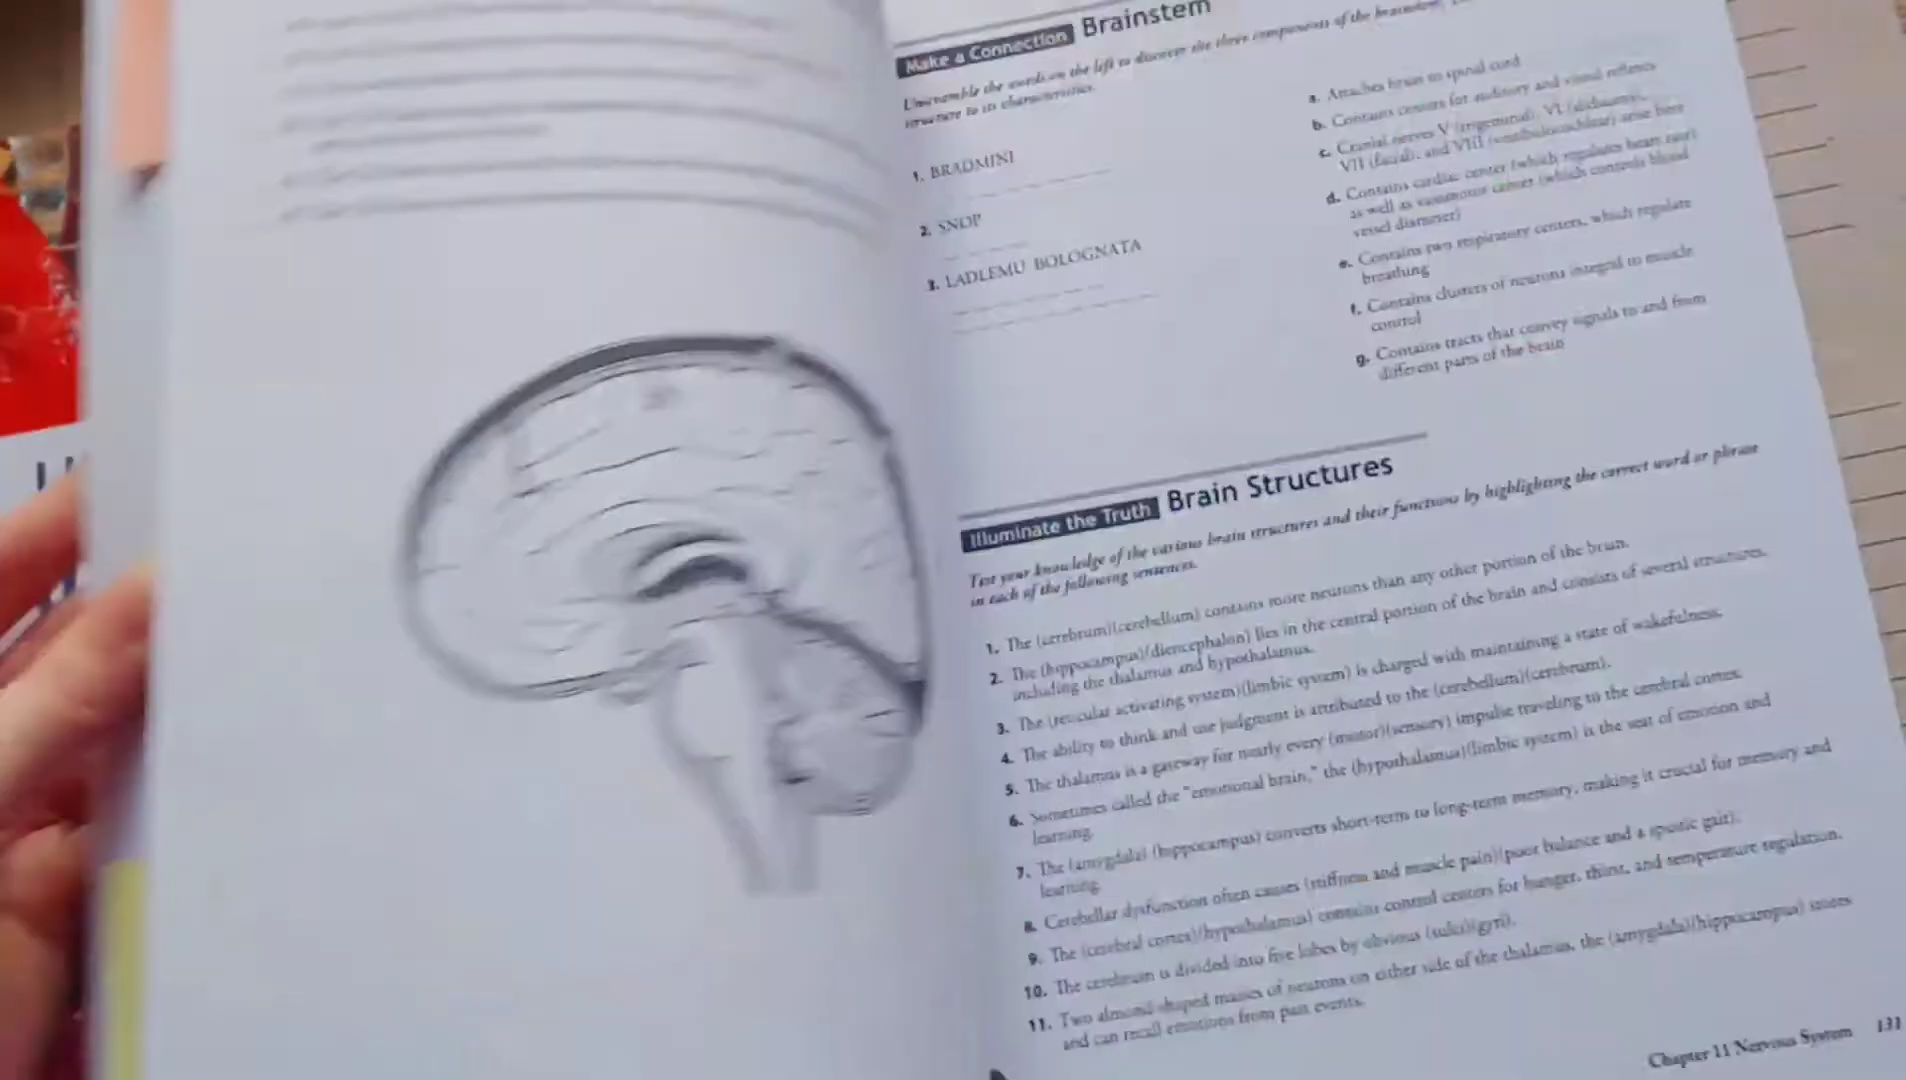 Make a Connection Brainstem
Unscramble the words on the left to discover the three components of the brainstem.
structure to its characteristics.
1. BRADMINI
2. SNOP
3. LADLEMU BOLOGNATA
a. Attaches brain to spinal cord
b. Contains centers for auditory and visual reflexes
c. Cranial nerves V (trigeminal), VI (abducens),
VII (facial), and VIII (vestibulocochlear) arise here
d. Contains cardiac center (which regulates heart rate)
as well as vasomotor center (which controls blood
vessel diameter)
e. Contains two respiratory centers, which regulate
breathing
f. Contains clusters of neurons integral to muscle
control
g. Contains tracts that convey signals to and from
different parts of the brain
Illuminate the Truth Brain Structures
Test your knowledge of the various brain structures and their functions by highlighting the correct word or phrase
in each of the following sentences.
1. The (cerebrum)(cerebellum) contains more neurons than any other portion of the brain.
2. The (hippocampus)(diencephalon) lies in the central portion of the brain and consists of several structures,
including the thalamus and hypothalamus.
3. The (reticular activating system)(limbic system) is charged with maintaining a state of wakefulness.
4. The ability to think and use judgment is attributed to the (cerebellum)(cerebrum).
5. The thalamus is a gateway for nearly every (motor)(sensory) impulse traveling to the cerebral cortex.
6. Sometimes called the "emotional brain," the (hypothalamus)(limbic system) is the seat of emotion and
learning.
7. The (amygdala) (hippocampus) converts short-term to long-term memory, making it crucial for memory and
learning.
8. Cerebellar dysfunction often causes (stiffness and muscle pain)(poor balance and a spastic gait).
9. The (cerebral cortex)(hypothalamus) contains control centers for hunger, thirst, and temperature regulation.
10. The cerebrum is divided into five lobes by obvious (sulci)(gyri).
11. Two almond-shaped masses of neurons on either side of the thalamus, the (amygdala)(hippocampus) stores
and can recall emotions from past events.
Chapter 11 Nervous System 131